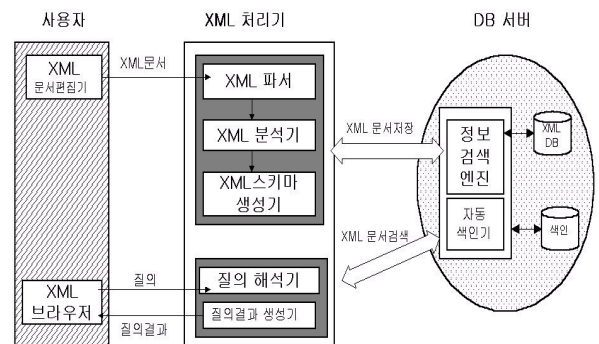 사용자
XML 처리기
DB 서버
XML
문서편집기
XML문서
XML 파서
XML 분석기
XML스키마
생성기
XML 문서저장
정보
검색
엔진
XML
DB
자동
색인기
색인
XML 문서검색
XML
브라우저
질의
질의결과
질의 해석기
질의결과 생성기